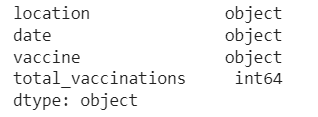 location object
date object
vaccine object
total_vaccinations int64
dtype: object